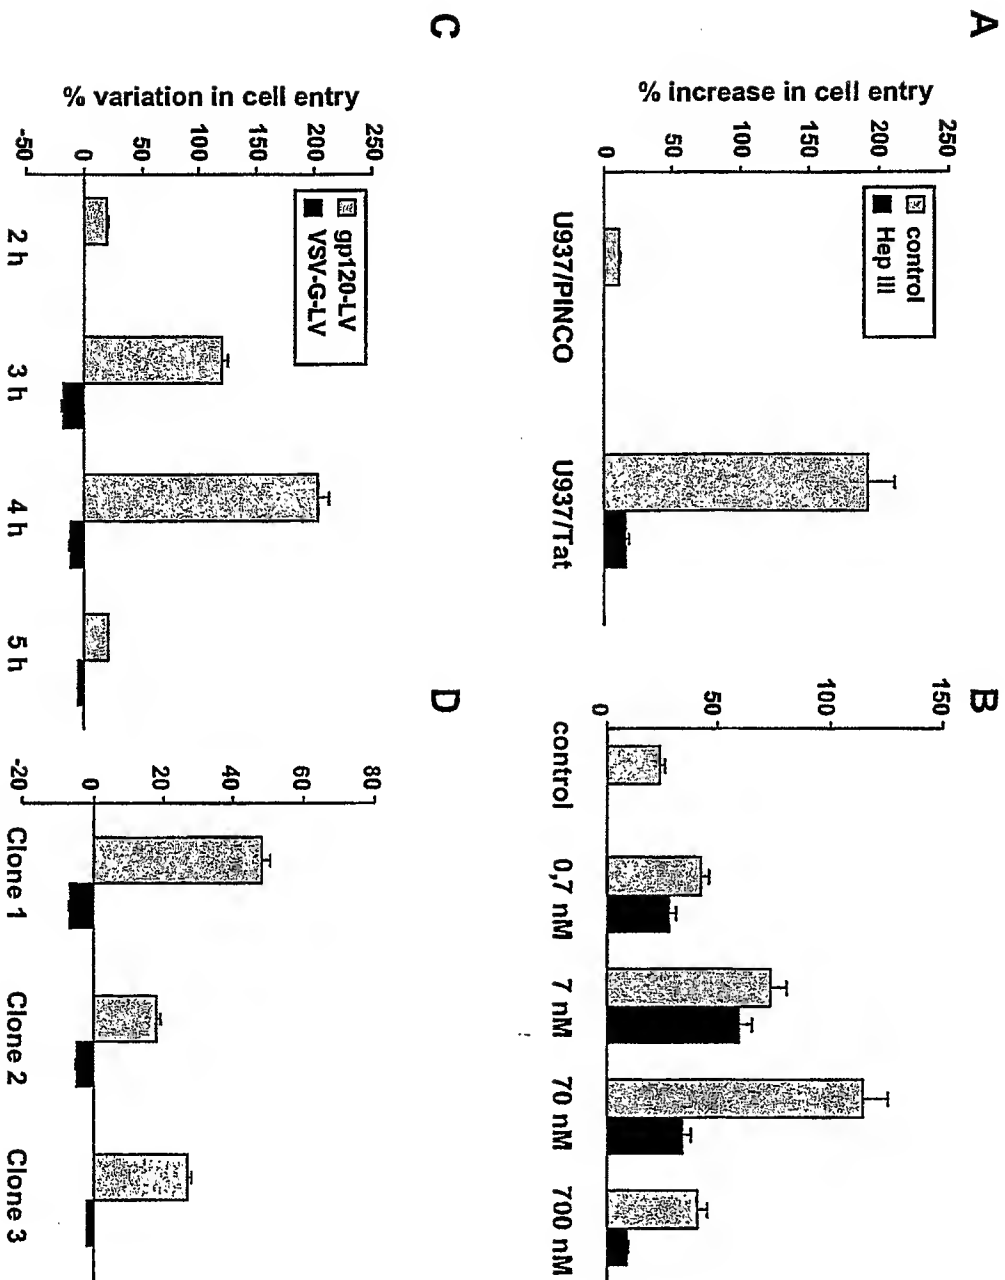 A
% increase in cell entry
250
200
150
100
50
0
control
Hep III
U937/PINCO
U937/Tat
B
150
100
50
0
control
0,7 nM
7 nM
70 nM
700 nM
C
% variation in cell entry
250
200
150
100
50
0
-50
gp120-LV
VSV-G-LV
2 h
3 h
4 h
5 h
D
80
60
40
20
0
-20
Clone 1
Clone 2
Clone 3